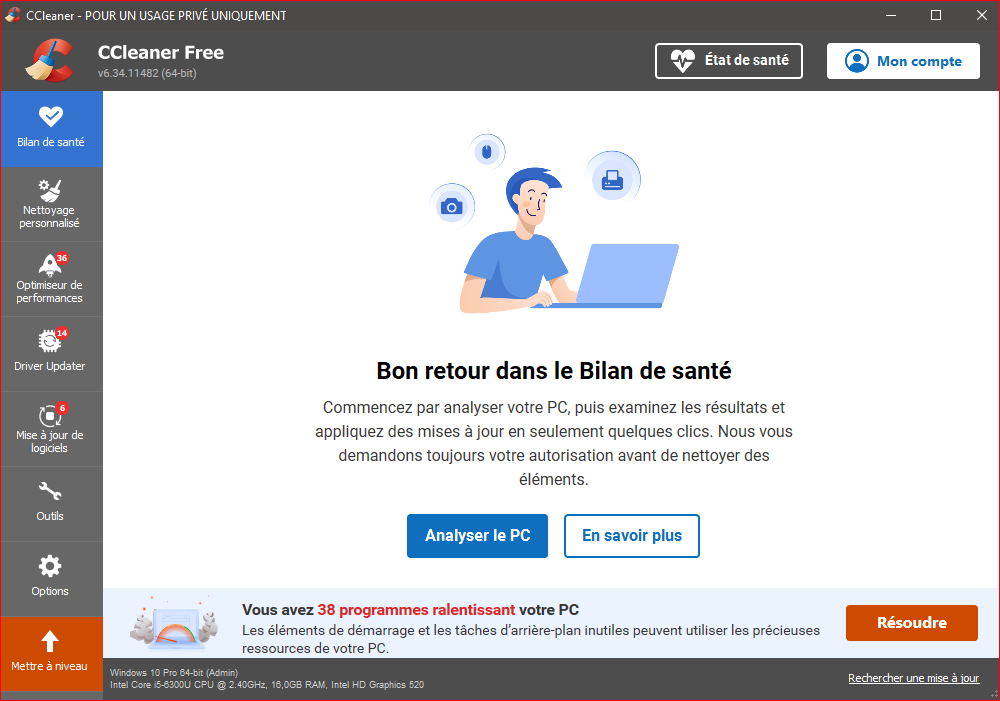 CCleaner - POUR UN USAGE PRIVÉ UNIQUEMENT
CCleaner Free
v6.34.11482 (64-bit)
État de santé
Mon compte
Bilan de santé
Nettoyage
personnalisé
36
Optimiseur de
performances
14
Driver Updater
6
Mise à jour de
logiciels
Outils
Options
Mettre à niveau
Bon retour dans le Bilan de santé
Commencez par analyser votre PC, puis examinez les résultats et
appliquez des mises à jour en seulement quelques clics. Nous vous
demandons toujours votre autorisation avant de nettoyer des
éléments.
Analyser le PC
En savoir plus
Vous avez 38 programmes ralentissant votre PC
Les éléments de démarrage et les tâches d’arrière-plan inutiles peuvent utiliser les précieuses
ressources de votre PC.
Résoudre
Windows 10 Pro 64-bit (Admin)
Intel Core i5-6300U CPU @ 2.40GHz, 16,0GB RAM, Intel HD Graphics 520
Rechercher une mise à jour